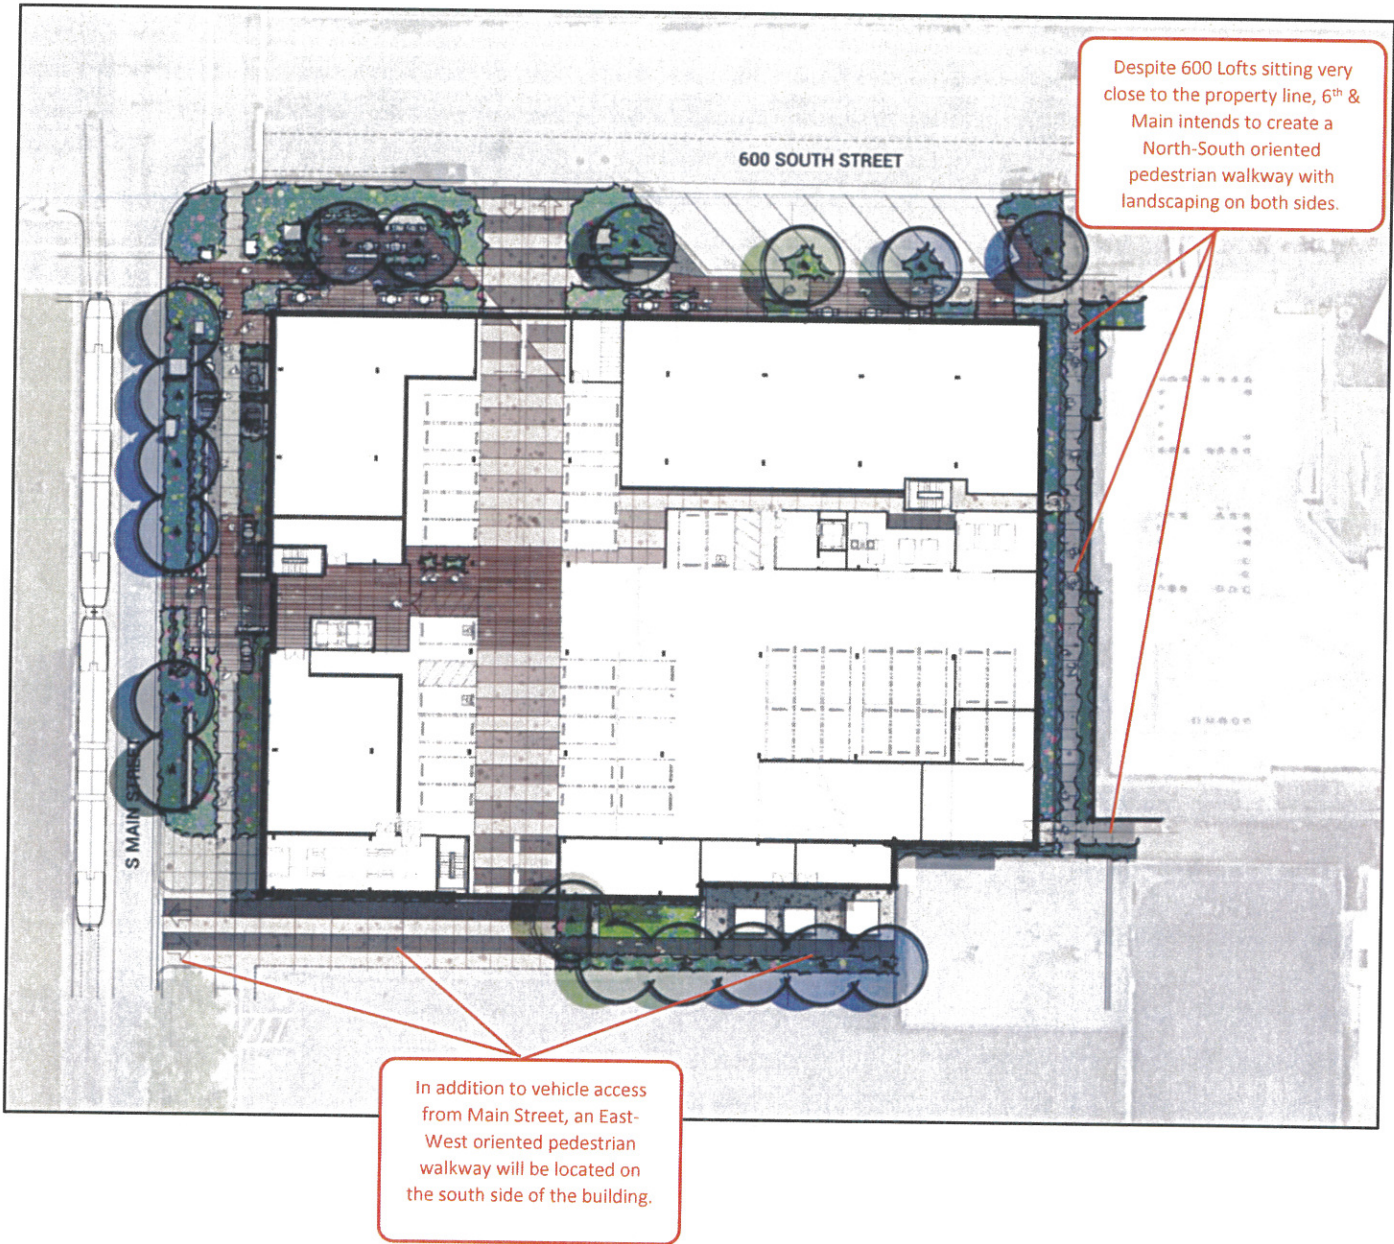 Despite 600 Lofts sitting very
close to the property line, 6th &
Main intends to create a
North-South oriented
pedestrian walkway with
landscaping on both sides.
600 SOUTH STREET
S MAIN STREET
In addition to vehicle access
from Main Street, an East-
West oriented pedestrian
walkway will be located on
the south side of the building.